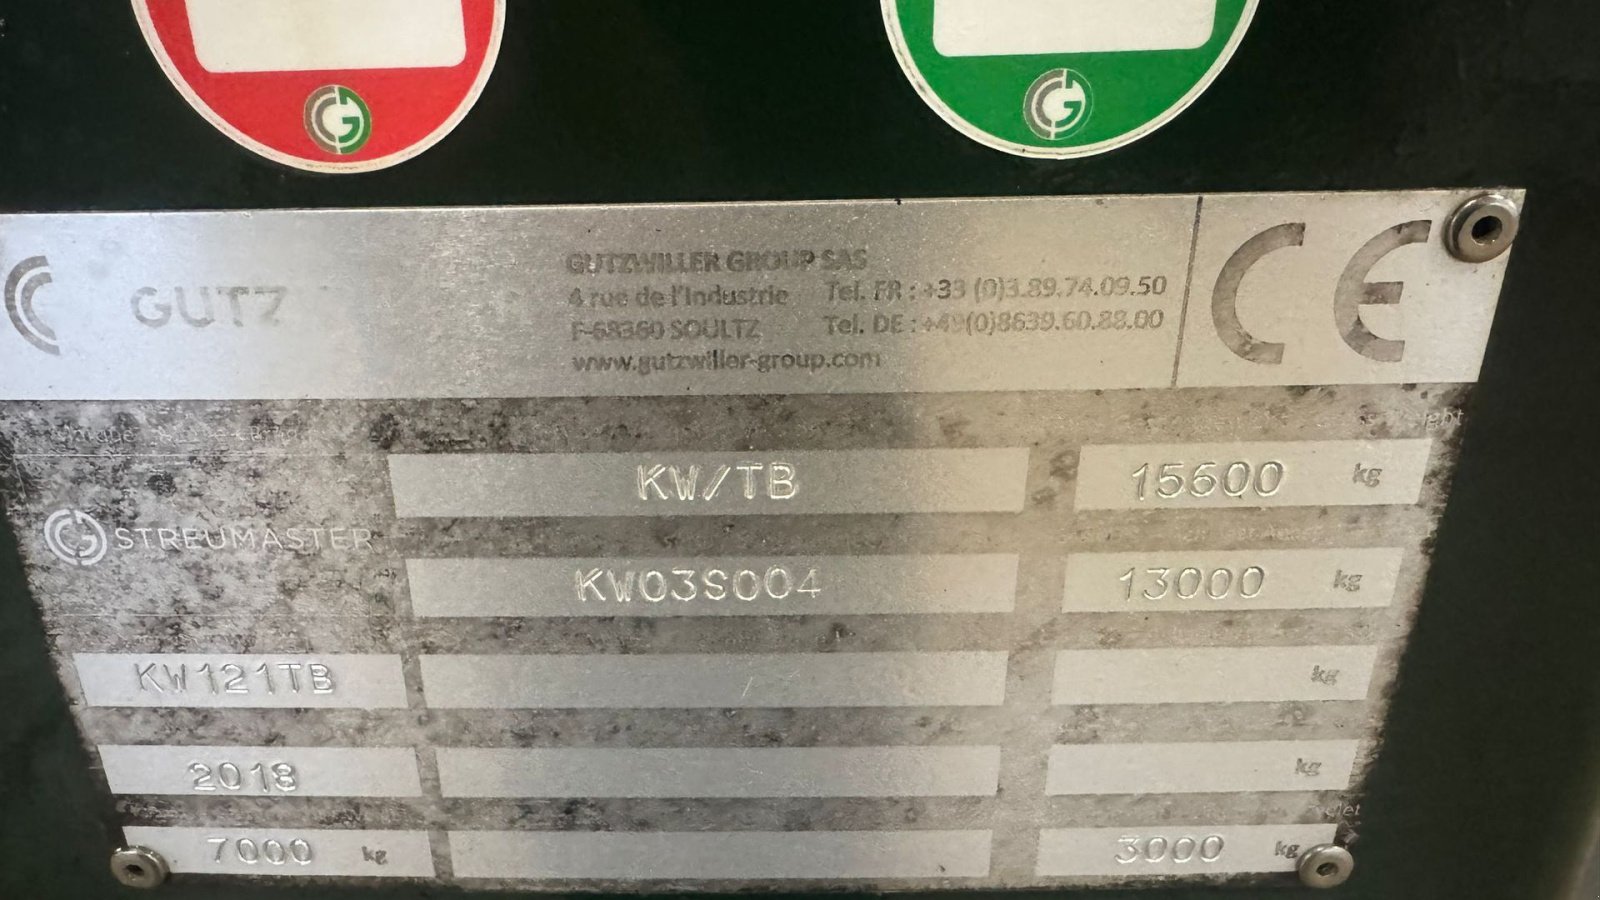 GUTZ
GUTZWILLER GROUP SAS
4 rue de l'Industrie
F-68360 SOULTZ
www.gutzwiller-group.com
Tel. FR : +33 (0)3.89.74.09.50
Tel. DE : +49(0)8639.60.88.00
CE
KW/TB
15600 kg
STREUMASTER
KW03S004
13000 kg
KW121TB
kg
2018
kg
7000 kg
3000 kg